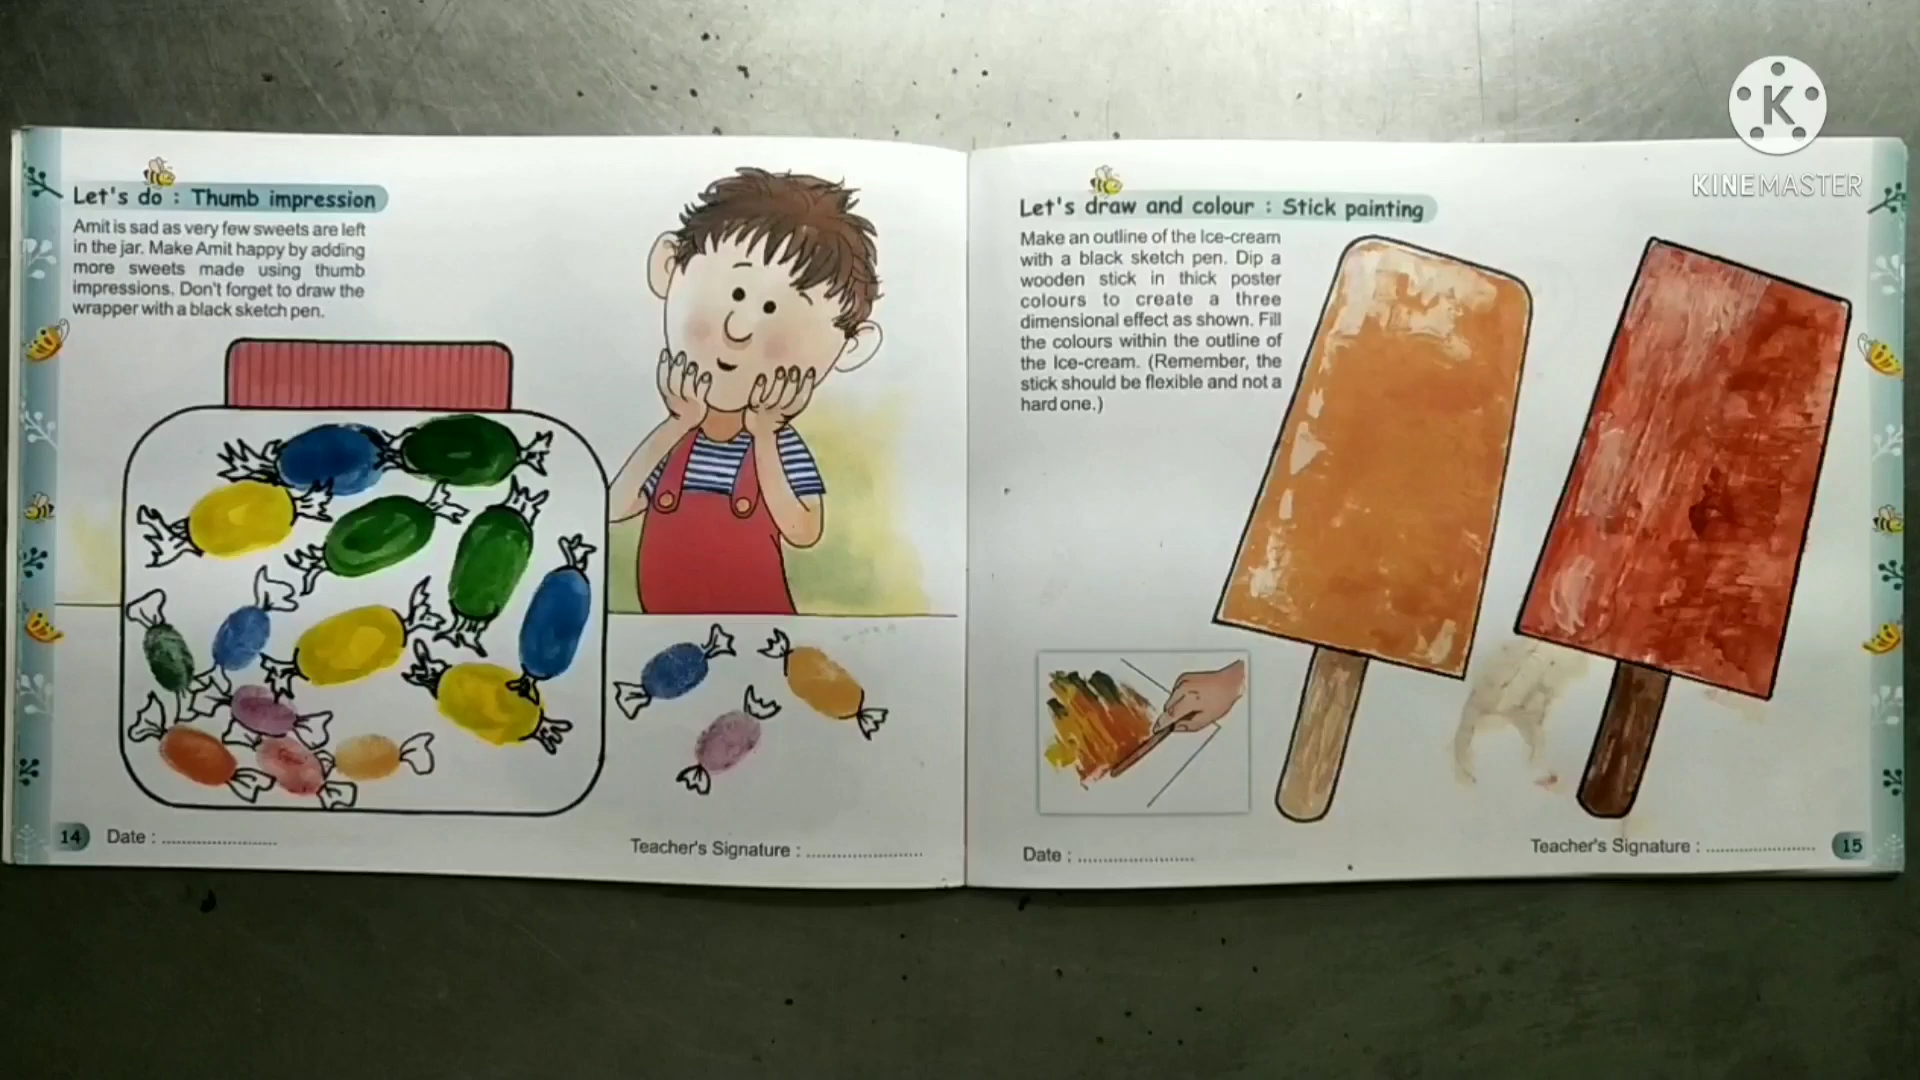 Let's do : Thumb impression
Amit is sad as very few sweets are left
in the jar. Make Amit happy by adding
more sweets made using thumb
impressions. Don't forget to draw the
wrapper with a black sketch pen.
14 Date : ........................
Teacher's Signature : ........................
Let's draw and colour : Stick painting
Make an outline of the Ice-cream
with a black sketch pen. Dip a
wooden stick in thick poster
colours to create a three
dimensional effect as shown. Fill
the colours within the outline of
the Ice-cream. (Remember, the
stick should be flexible and not a
hard one.)
Date : ........................
Teacher's Signature : ...................... 15
K
KINEMASTER